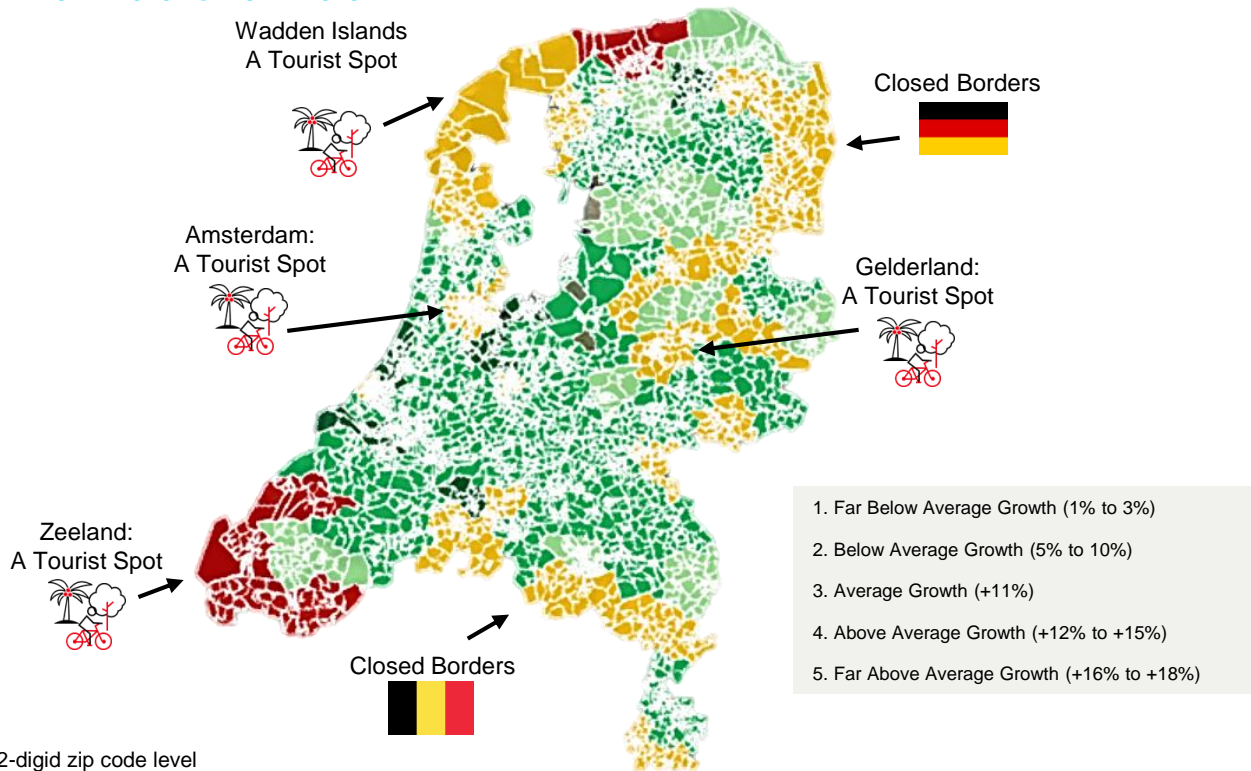 Wadden Islands
A Tourist Spot
Closed Borders
Amsterdam:
A Tourist Spot
Gelderland:
A Tourist Spot
Zeeland:
A Tourist Spot
Closed Borders
1. Far Below Average Growth (1% to 3%)
2. Below Average Growth (5% to 10%)
3. Average Growth (+11%)
4. Above Average Growth (+12% to +15%)
5. Far Above Average Growth (+16% to +18%)
2-digid zip code level